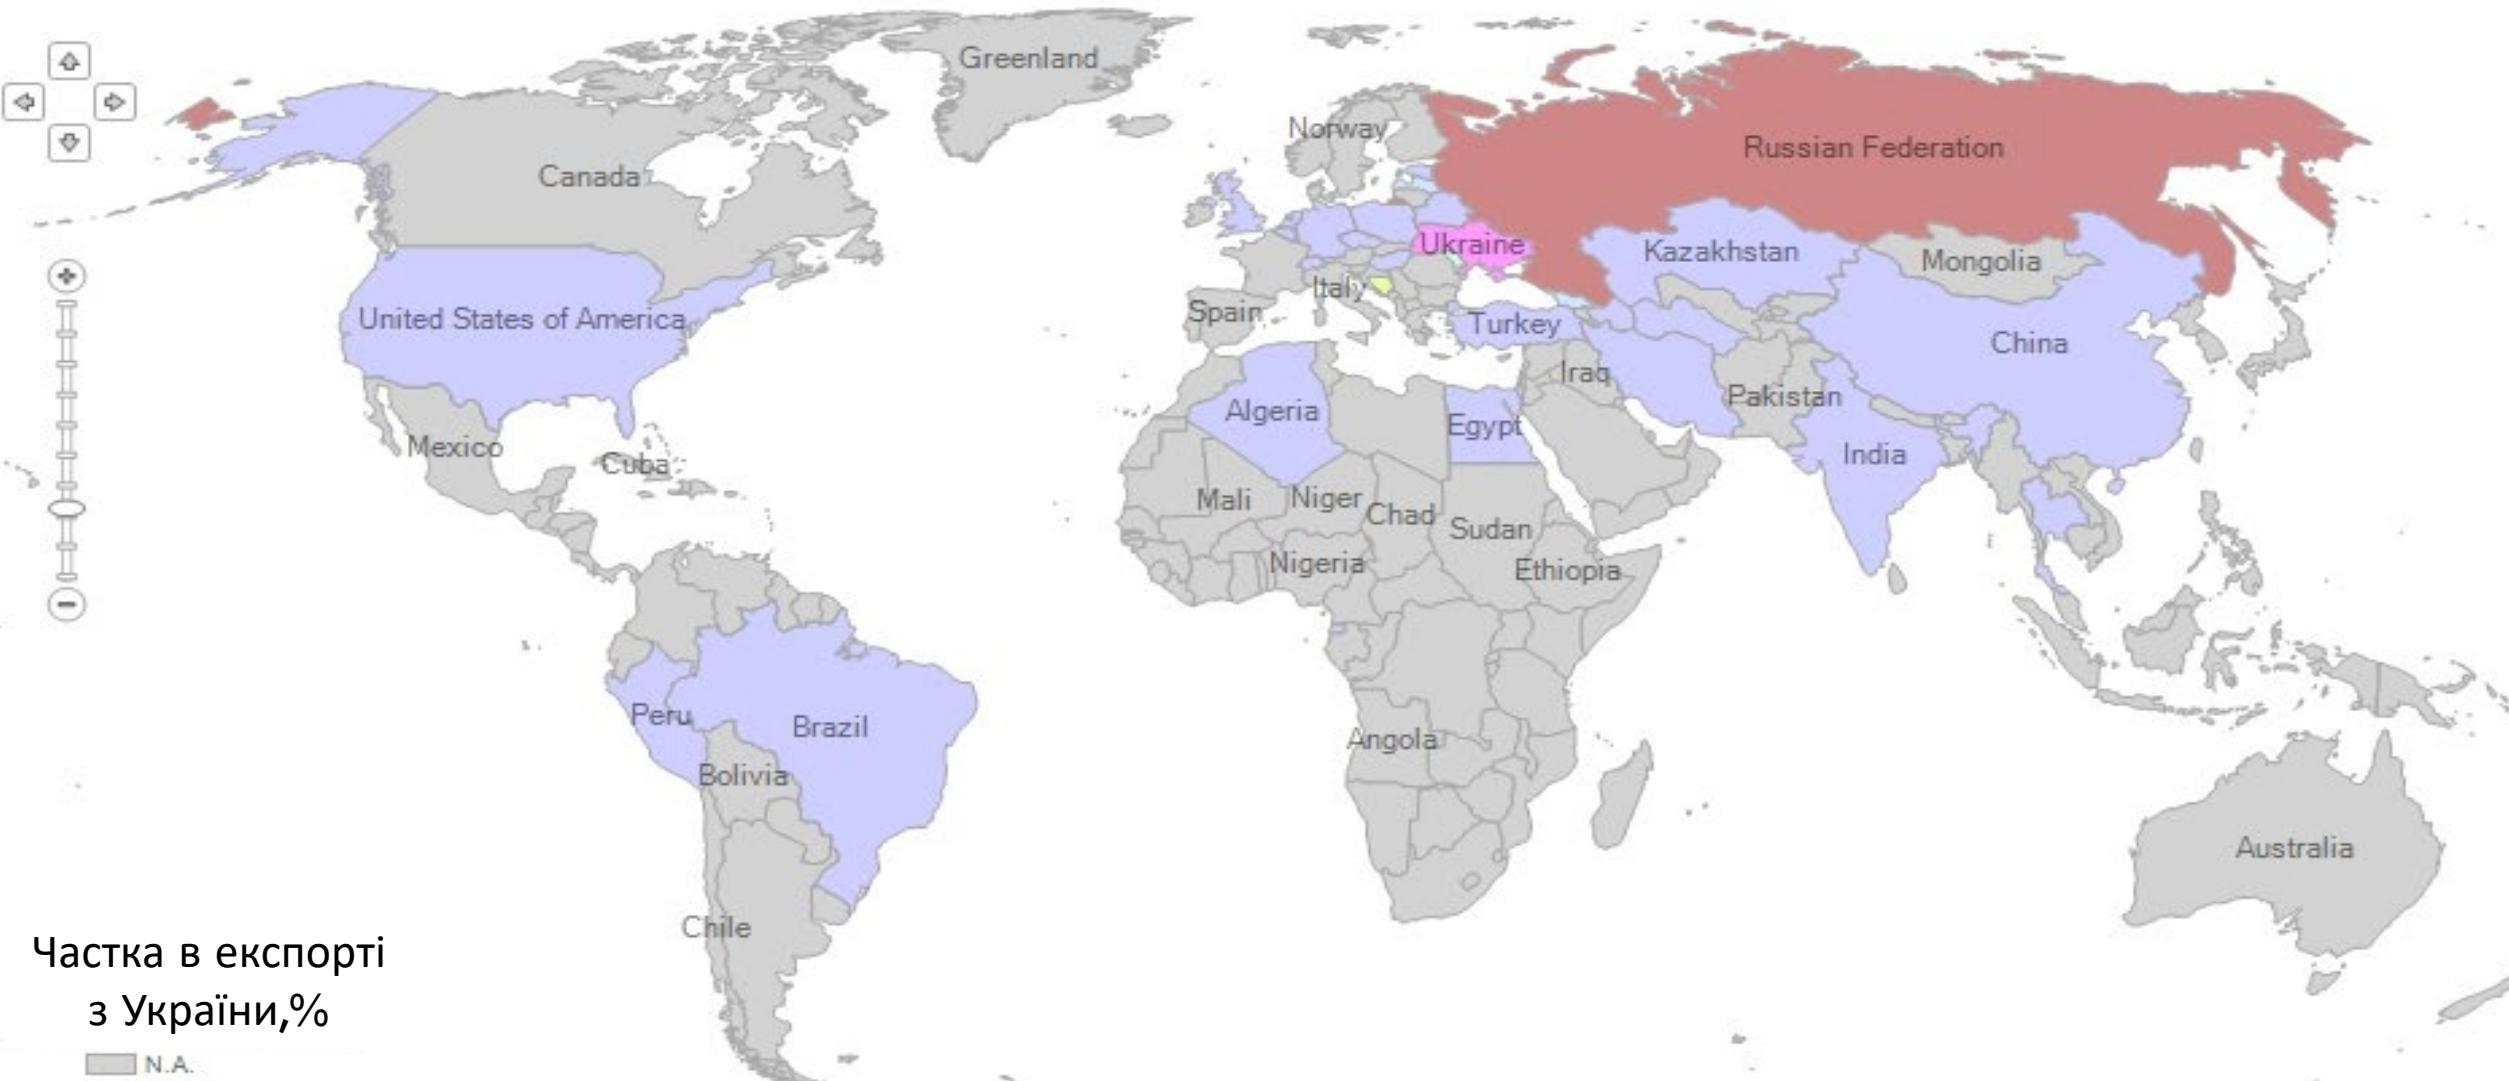 Greenland
Norway
Russian Federation
Canada
Ukraine
Kazakhstan
Mongolia
Italy
Spain
United States of America
Turkey
China
Iraq
Pakistan
Algeria
Egypt
India
Mexico
Cuba
Mali
Niger
Chad
Sudan
Nigeria
Ethiopia
Peru
Brazil
Angola
Bolivia
Australia
Chile
Частка в експорті
з України,%
N.A.